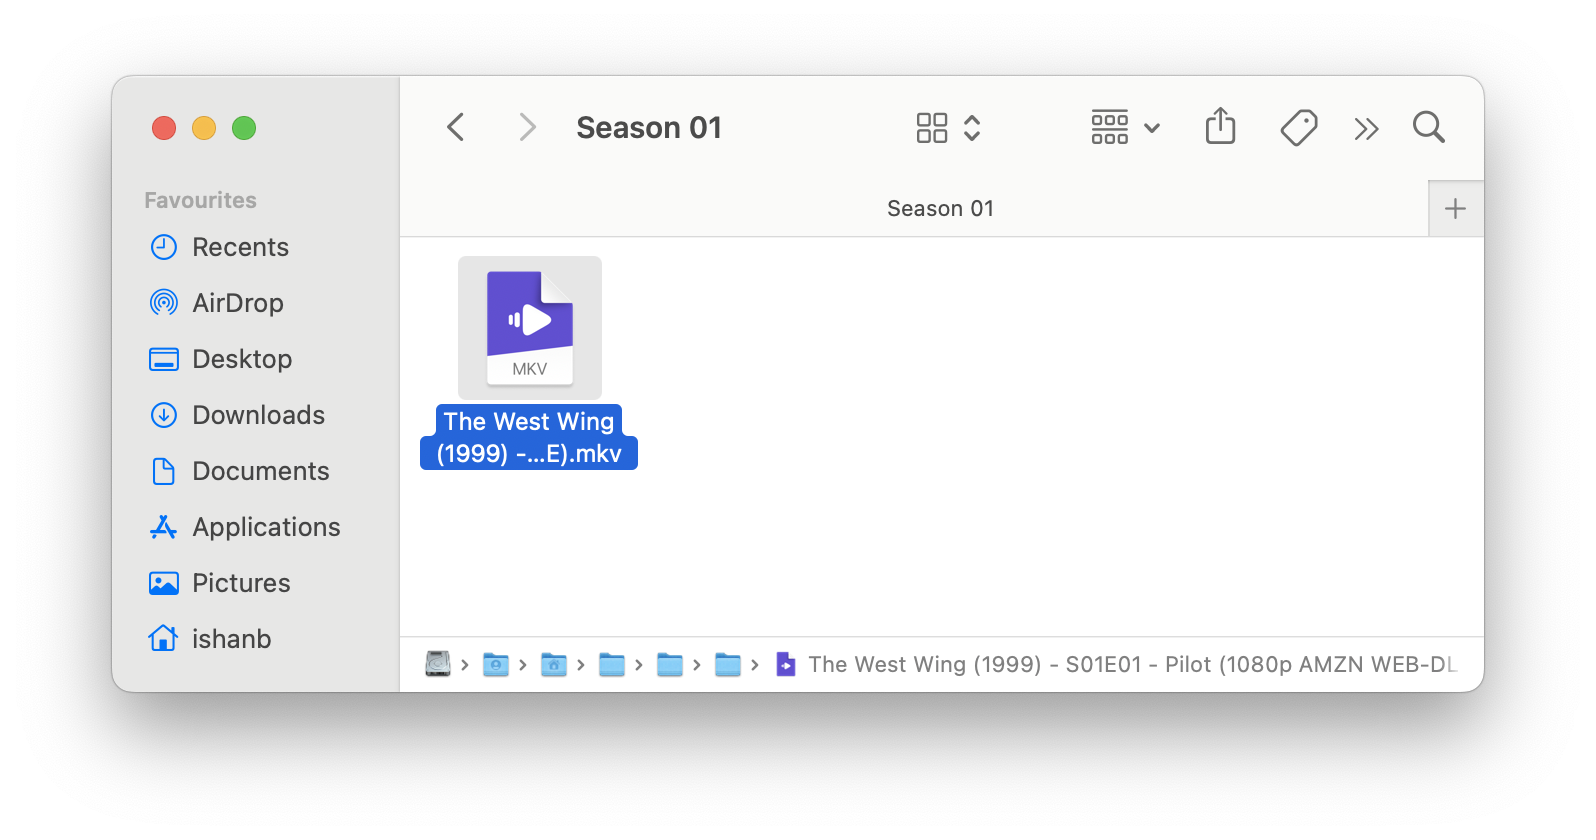 Season 01
Favourites
Season 01
Recents
AirDrop
Desktop
Downloads
Documents
Applications
Pictures
ishanb
MKV
The West Wing
(1999) -...E).mkv
The West Wing (1999) - S01E01 - Pilot (1080p AMZN WEB-DL